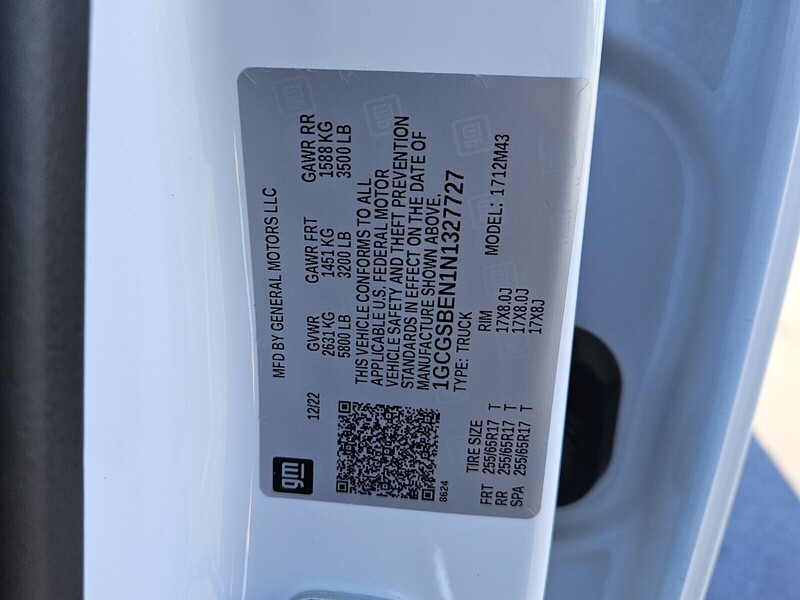 gm
MFD BY GENERAL MOTORS LLC
12/22
GVWR GAWR FRT GAWR RR
2631 KG 1451 KG 1588 KG
5800 LB 3200 LB 3500 LB
THIS VEHICLE CONFORMS TO ALL
APPLICABLE U.S. FEDERAL MOTOR
VEHICLE SAFETY AND THEFT PREVENTION
STANDARDS IN EFFECT ON THE DATE OF
MANUFACTURE SHOWN ABOVE.
1GCGSBEN1N1327727
8624
TYPE: TRUCK MODEL: 1712M43
TIRE SIZE RIM
FRT 255/65R17 T 17X8.0J
RR 255/65R17 T 17X8.0J
SPA 255/65R17 T 17X8J